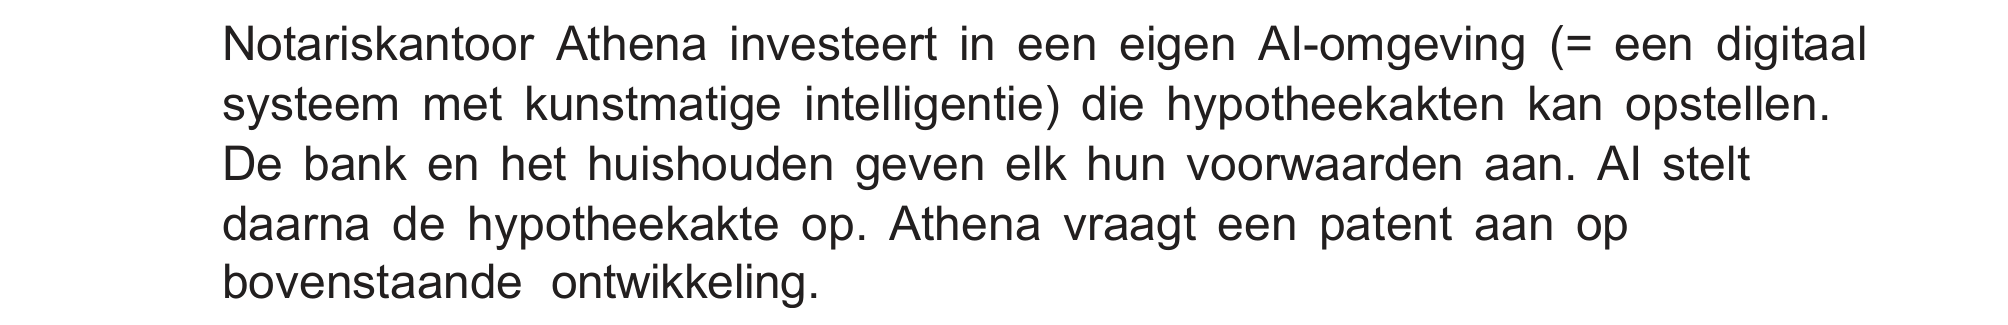 Notariskantoor Athena investeert in een eigen AI-omgeving (= een digitaal
systeem met kunstmatige intelligentie) die hypotheekakten kan opstellen.
De bank en het huishouden geven elk hun voorwaarden aan. AI stelt
daarna de hypotheekakte op. Athena vraagt een patent aan op
bovenstaande ontwikkeling.